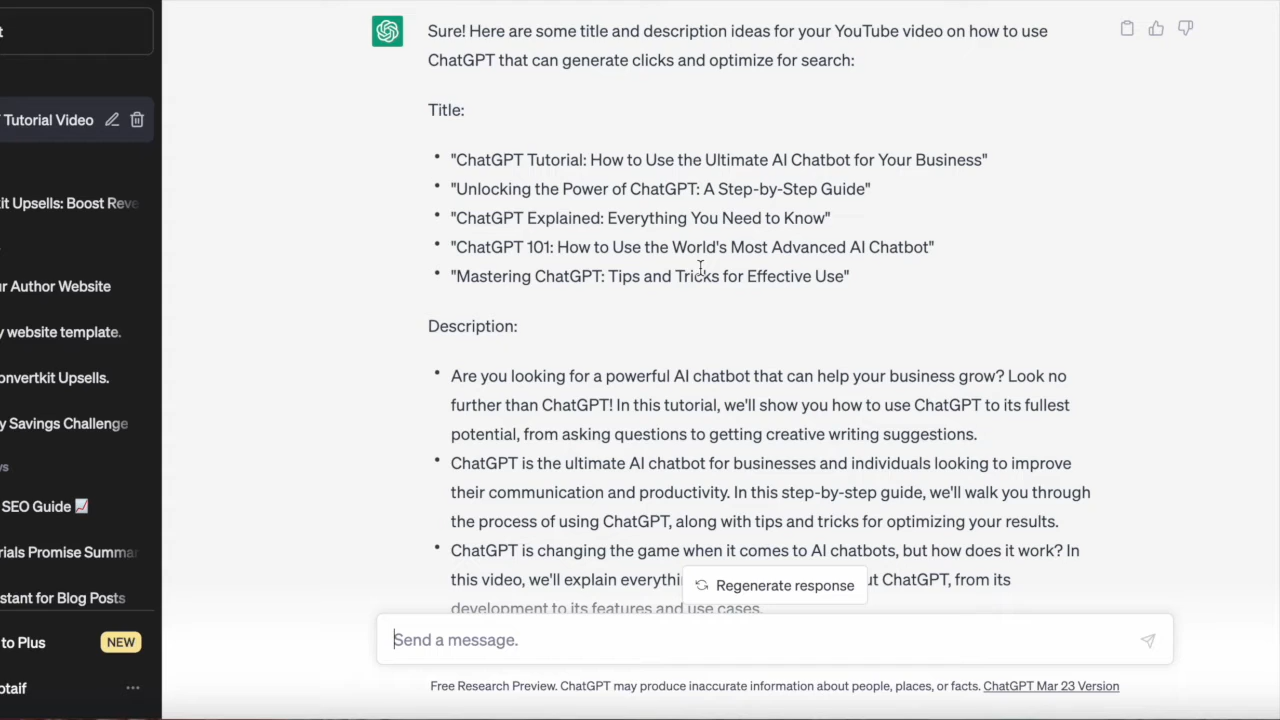 t
Tutorial Video
kit Upsells: Boost Reve
ur Author Website
y website template.
onvertkit Upsells.
y Savings Challenge
SEO Guide 📈
rials Promise Summar
stant for Blog Posts
to Plus NEW
ptaif
Sure! Here are some title and description ideas for your YouTube video on how to use
ChatGPT that can generate clicks and optimize for search:
Title:
• "ChatGPT Tutorial: How to Use the Ultimate AI Chatbot for Your Business"
• "Unlocking the Power of ChatGPT: A Step-by-Step Guide"
• "ChatGPT Explained: Everything You Need to Know"
• "ChatGPT 101: How to Use the World's Most Advanced AI Chatbot"
• "Mastering ChatGPT: Tips and Tricks for Effective Use"
Description:
• Are you looking for a powerful AI chatbot that can help your business grow? Look no
further than ChatGPT! In this tutorial, we'll show you how to use ChatGPT to its fullest
potential, from asking questions to getting creative writing suggestions.
• ChatGPT is the ultimate AI chatbot for businesses and individuals looking to improve
their communication and productivity. In this step-by-step guide, we'll walk you through
the process of using ChatGPT, along with tips and tricks for optimizing your results.
• ChatGPT is changing the game when it comes to AI chatbots, but how does it work? In
this video, we'll explain everythi ut ChatGPT, from its
Regenerate response
development to its features and use cases.
Send a message.
Free Research Preview. ChatGPT may produce inaccurate information about people, places, or facts. ChatGPT Mar 23 Version